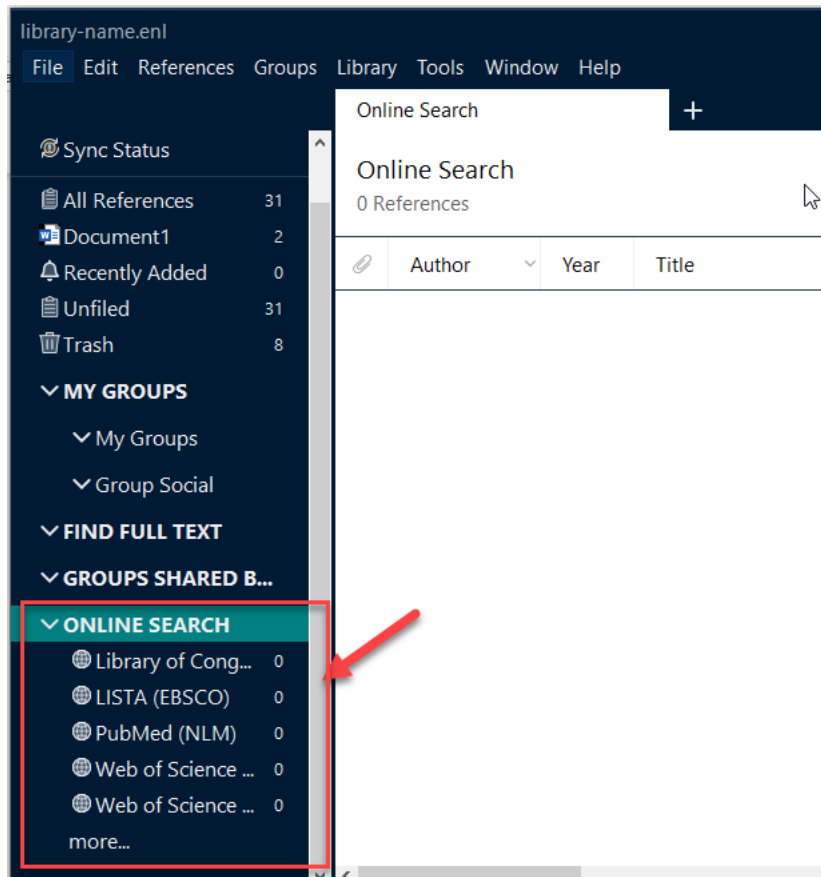 library-name.enl
File Edit References Groups Library Tools Window Help
Online Search +
Sync Status
Online Search
0 References
All References 31
Document1 2
Recently Added 0
Unfiled 31
Trash 8
Author Year Title
MY GROUPS
My Groups
Group Social
FIND FULL TEXT
GROUPS SHARED B...
ONLINE SEARCH
Library of Cong... 0
LISTA (EBSCO) 0
PubMed (NLM) 0
Web of Science ... 0
Web of Science ... 0
more...